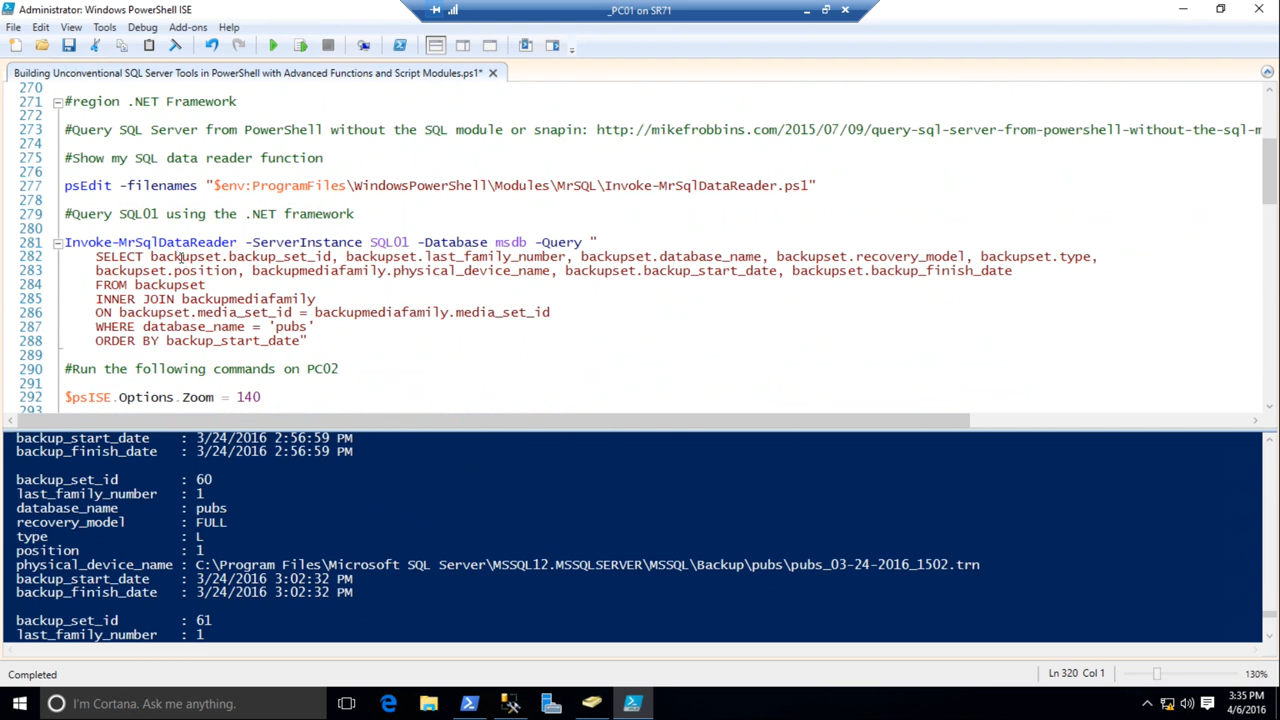 Administrator: Windows PowerShell ISE
_PC01 on SR71
File Edit View Tools Debug Add-ons Help
Building Unconventional SQL Server Tools in PowerShell with Advanced Functions and Script Modules.ps1* X
270
271 #region .NET Framework
272
273 #Query SQL Server from PowerShell without the SQL module or snapin: http://mikefrobbins.com/2015/07/09/query-sql-server-from-powershell-without-the-sql-m
274
275 #Show my SQL data reader function
276
277 psEdit -filenames "$env:ProgramFiles\WindowsPowerShell\Modules\MrSQL\Invoke-MrSqlDataReader.ps1"
278
279 #Query SQL01 using the .NET framework
280
281 Invoke-MrSqlDataReader -ServerInstance SQL01 -Database msdb -Query "
282 SELECT backupset.backup_set_id, backupset.last_family_number, backupset.database_name, backupset.recovery_model, backupset.type,
283 backupset.position, backupmediafamily.physical_device_name, backupset.backup_start_date, backupset.backup_finish_date
284 FROM backupset
285 INNER JOIN backupmediafamily
286 ON backupset.media_set_id = backupmediafamily.media_set_id
287 WHERE database_name = 'pubs'
288 ORDER BY backup_start_date"
289
290 #Run the following commands on PC02
291
292 $psISE.Options.Zoom = 140
293
backup_start_date : 3/24/2016 2:56:59 PM
backup_finish_date : 3/24/2016 2:56:59 PM
backup_set_id : 60
last_family_number : 1
database_name : pubs
recovery_model : FULL
type : L
position : 1
physical_device_name : C:\Program Files\Microsoft SQL Server\MSSQL12.MSSQLSERVER\MSSQL\Backup\pubs\pubs_03-24-2016_1502.trn
backup_start_date : 3/24/2016 3:02:32 PM
backup_finish_date : 3/24/2016 3:02:32 PM
backup_set_id : 61
last_family_number : 1
Completed Ln 320 Col 1 130%
I'm Cortana. Ask me anything.
3:35 PM
4/6/2016